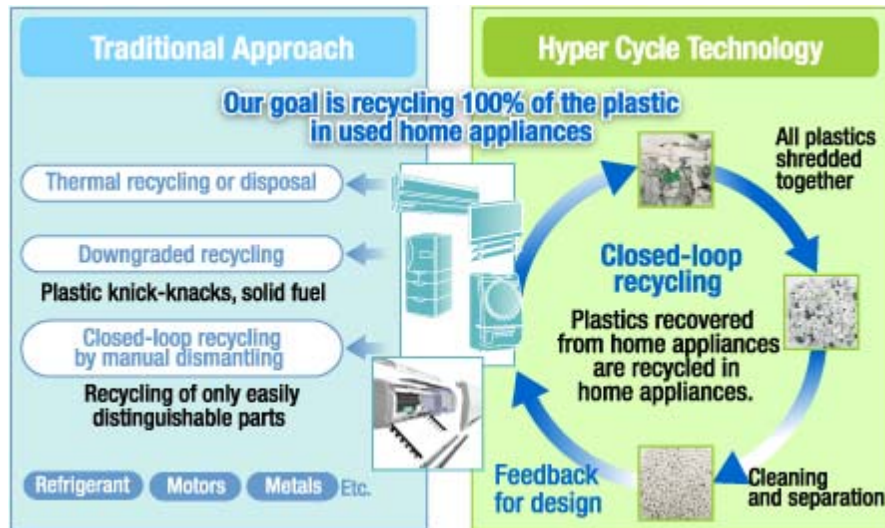 Traditional Approach
Hyper Cycle Technology
Our goal is recycling 100% of the plastic
in used home appliances
Thermal recycling or disposal
Downgraded recycling
Plastic knick-knacks, solid fuel
Closed-loop recycling
by manual dismantling
Recycling of only easily
distinguishable parts
Refrigerant Motors Metals Etc.
All plastics
shredded
together
Closed-loop
recycling
Plastics recovered
from home appliances
are recycled in
home appliances.
Cleaning
and separation
Feedback
for design